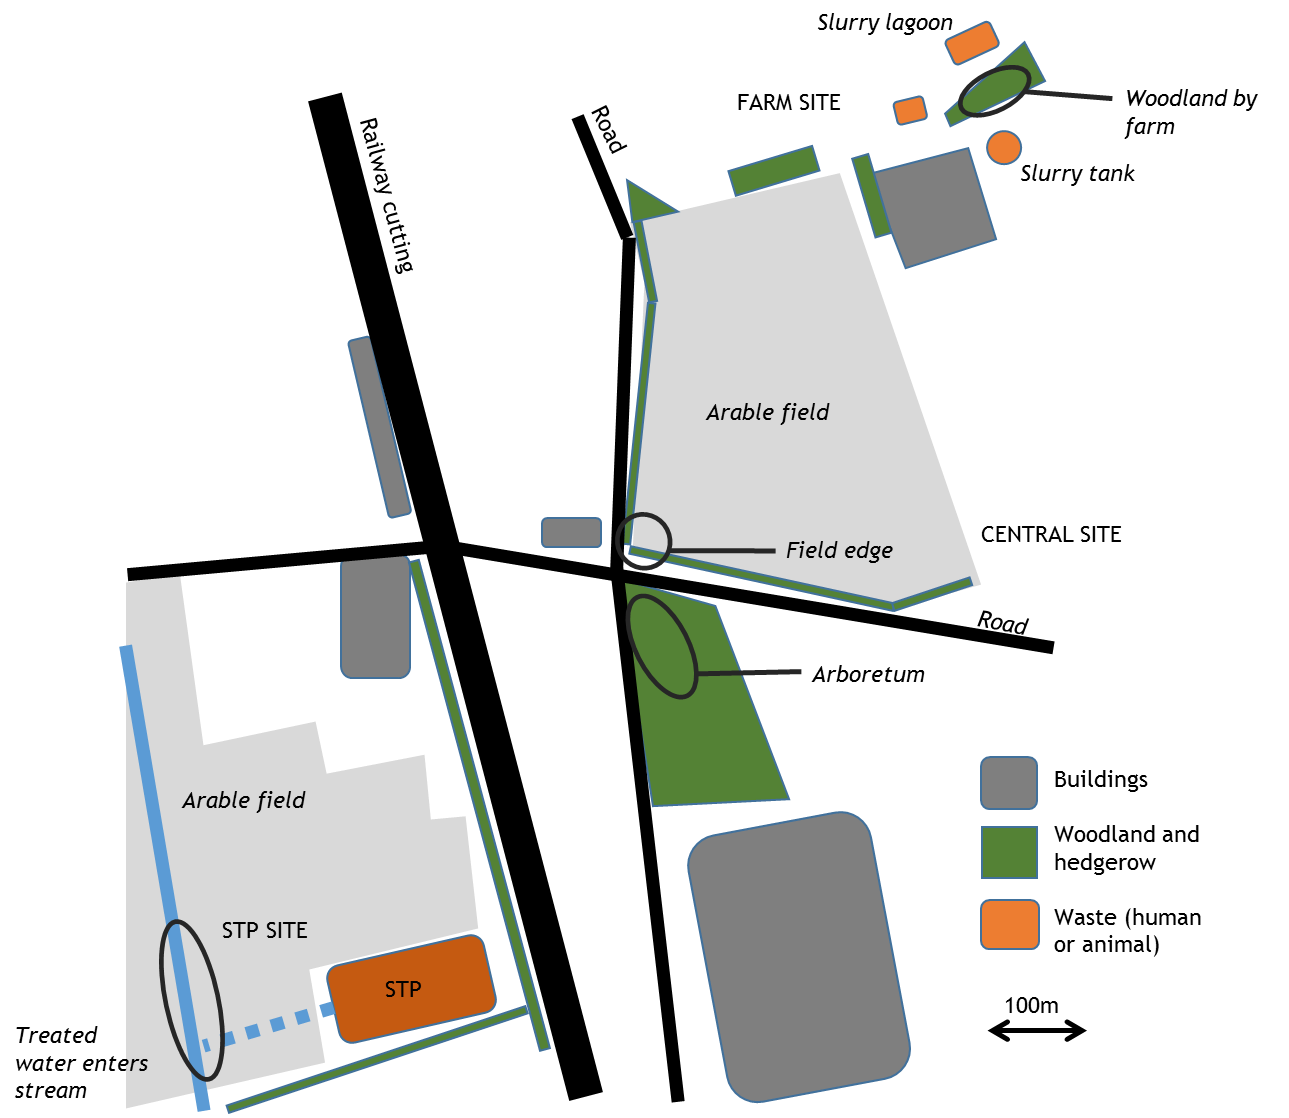 Slurry lagoon
FARM SITE
Woodland by
farm
Road
Railway cutting
Slurry tank
Arable field
CENTRAL SITE
Field edge
Road
Arboretum
Arable field
STP SITE
STP
Treated
water enters
stream
Buildings
Woodland and
hedgerow
Waste (human
or animal)
100m